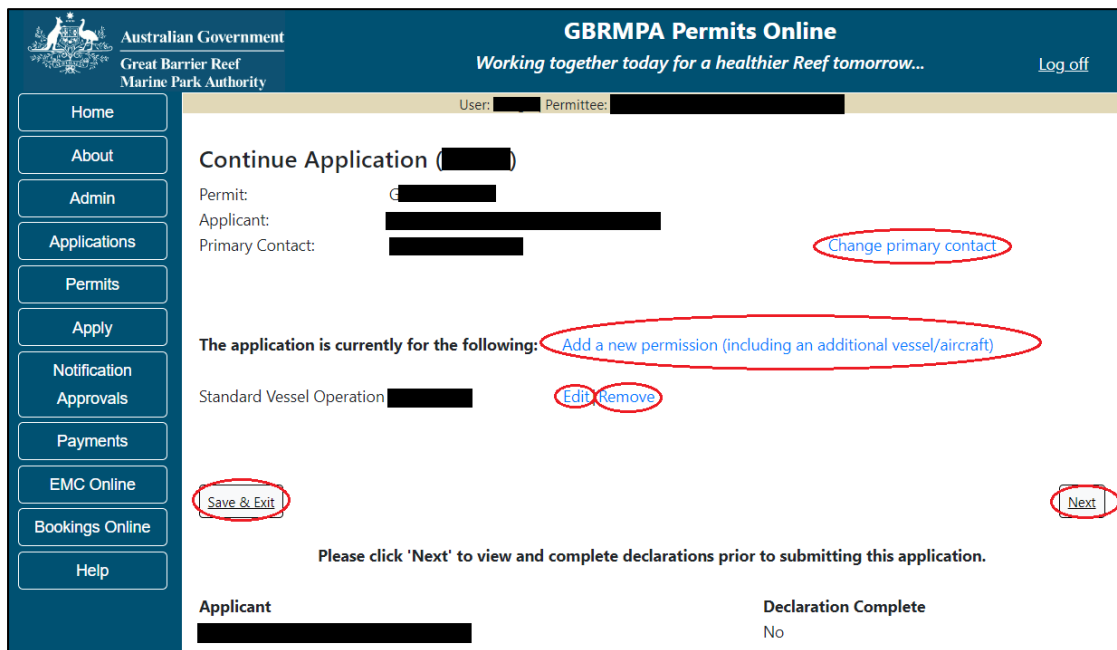 Australian Government
Great Barrier Reef
Marine Park Authority
GBRMPA Permits Online
Working together today for a healthier Reef tomorrow...
Log off
User: Permittee:
Home
About
Admin
Applications
Permits
Apply
Notification
Approvals
Payments
EMC Online
Bookings Online
Help
Continue Application ( )
Permit: G
Applicant:
Primary Contact: Change primary contact
The application is currently for the following: Add a new permission (including an additional vessel/aircraft)
Standard Vessel Operation Edit|Remove
Save & Exit Next
Please click 'Next' to view and complete declarations prior to submitting this application.
Applicant Declaration Complete
No